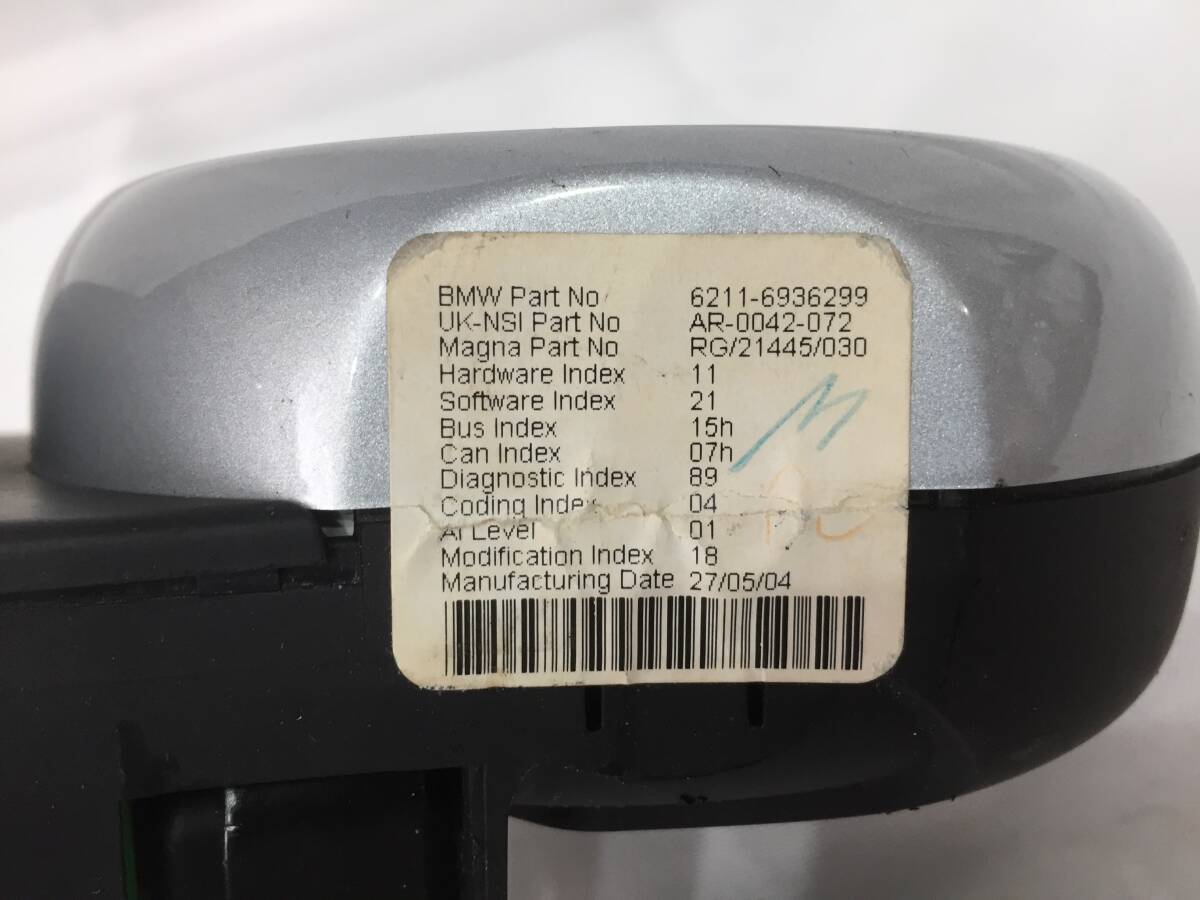 BMW Part No 6211-6936299
UK-NSI Part No AR-0042-072
Magna Part No RG/21445/030
Hardware Index 11
Software Index 21
Bus Index 15h
Can Index 07h
Diagnostic Index 89
Coding Index 04
AI Level 01
Modification Index 18
Manufacturing Date 27/05/04